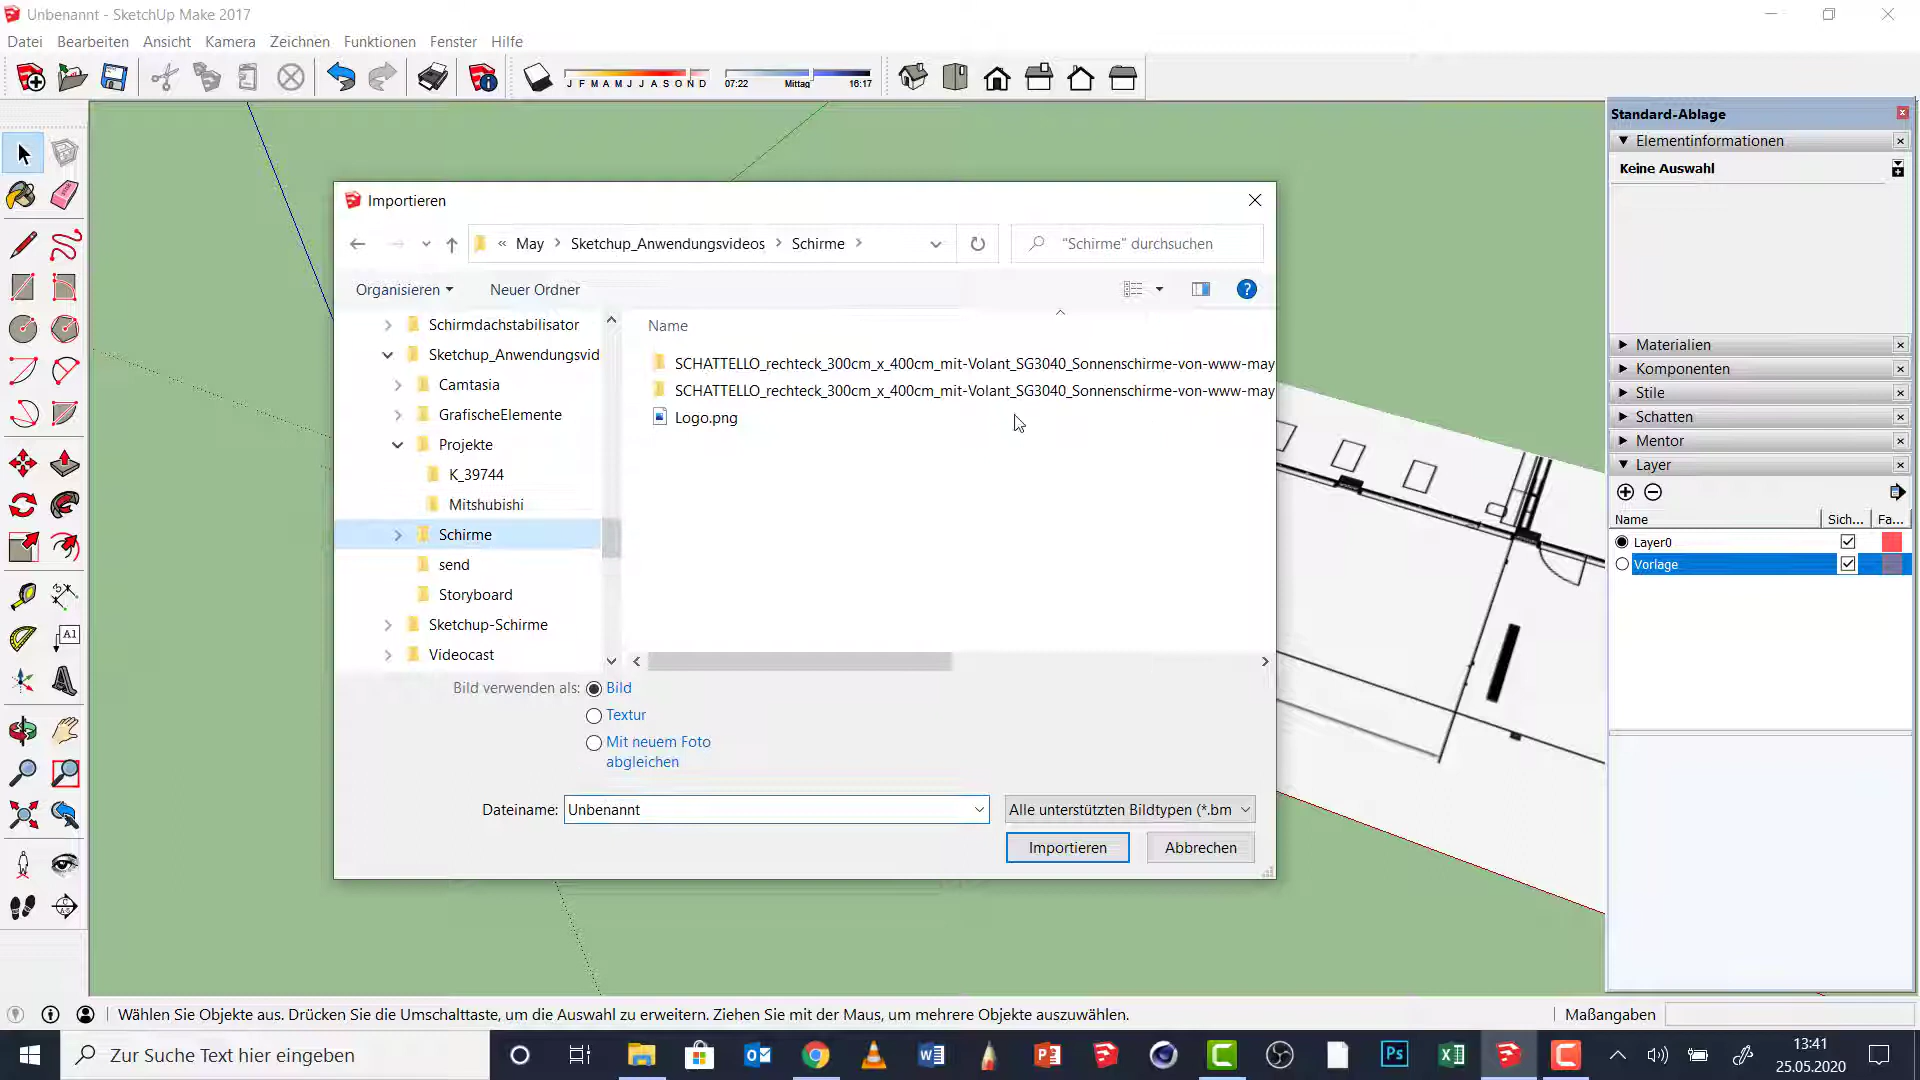 Unbenannt - SketchUp Make 2017
Datei Bearbeiten Ansicht Kamera Zeichnen Funktionen Fenster Hilfe
J F M A M J J A S O N D 07:22 Mittag 16:17
Standard-Ablage
Elementinformationen
Keine Auswahl
Materialien
Komponenten
Stile
Schatten
Mentor
Layer
Name Sich... Fa...
Layer0
Vorlage
Importieren
« May Sketchup_Anwendungsvideos Schirme
"Schirme" durchsuchen
Organisieren Neuer Ordner
Schirmdachstabilisator
Sketchup_Anwendungsvid
Camtasia
GrafischeElemente
Projekte
K_39744
Mitshubishi
Schirme
send
Storyboard
Sketchup-Schirme
Videocast
Name
SCHATTELLO_rechteck_300cm_x_400cm_mit-Volant_SG3040_Sonnenschirme-von-www-may
SCHATTELLO_rechteck_300cm_x_400cm_mit-Volant_SG3040_Sonnenschirme-von-www-may
Logo.png
Bild verwenden als: Bild
Textur
Mit neuem Foto
abgleichen
Dateiname: Unbenannt Alle unterstützten Bildtypen (*.bm
Importieren Abbrechen
A1
Wählen Sie Objekte aus. Drücken Sie die Umschalttaste, um die Auswahl zu erweitern. Ziehen Sie mit der Maus, um mehrere Objekte auszuwählen.
Maßangaben
Zur Suche Text hier eingeben
13:41
25.05.2020